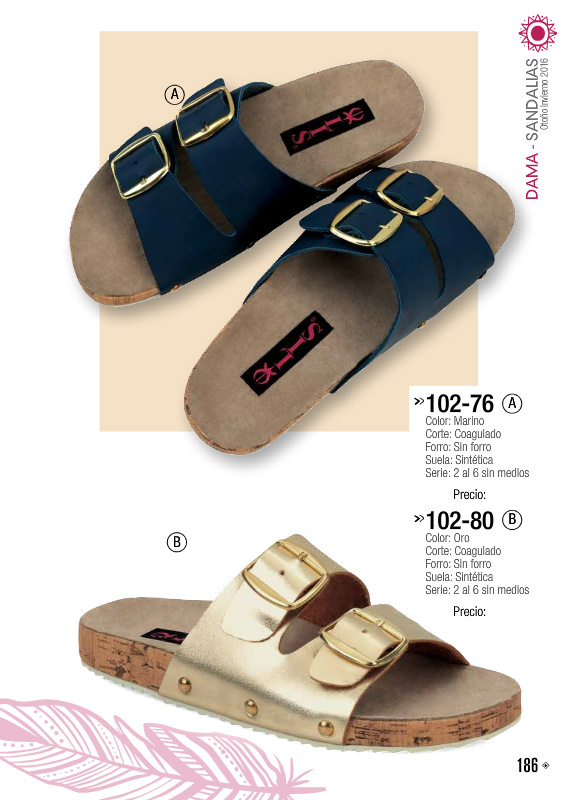 DAMA - SANDALIAS
Otoño Invierno 2016
A
102-76 A
Color: Marino
Corte: Coagulado
Forro: Sin forro
Suela: Sintética
Serie: 2 al 6 sin medios
Precio:
102-80 B
B
Color: Oro
Corte: Coagulado
Forro: Sin forro
Suela: Sintética
Serie: 2 al 6 sin medios
Precio:
186